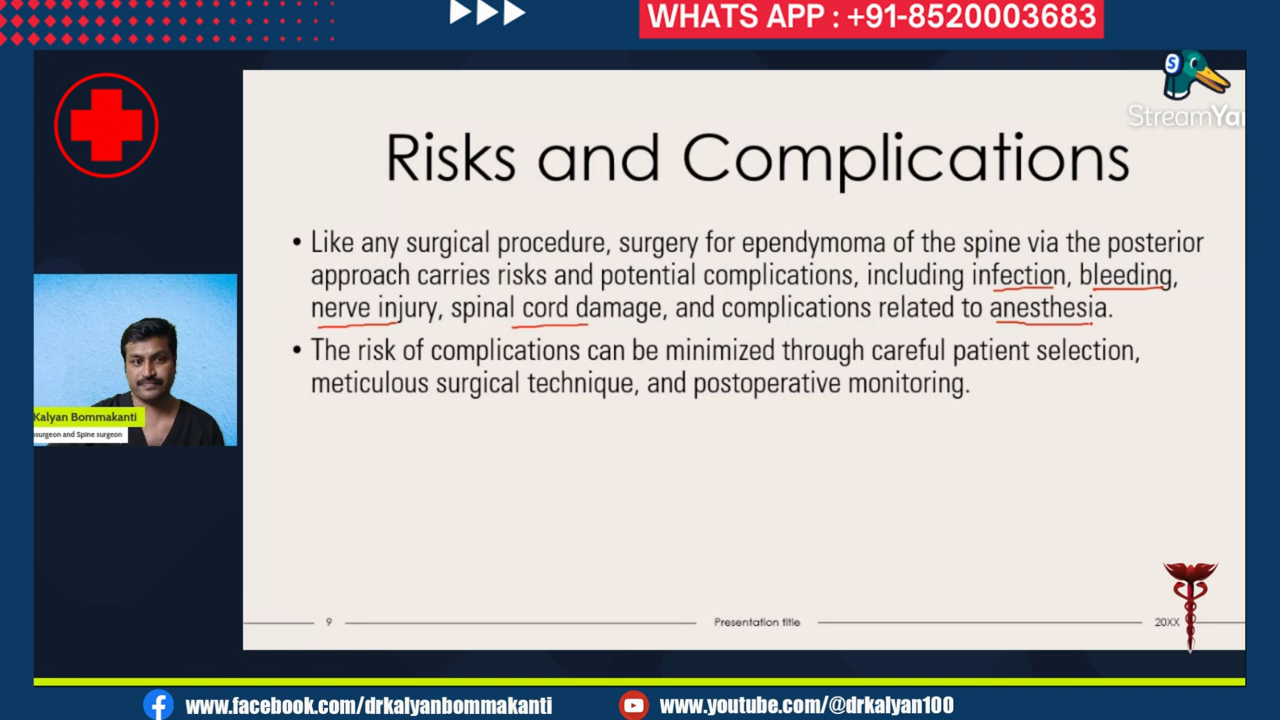 WHATS APP : +91-8520003683
StreamYa
Risks and Complications
• Like any surgical procedure, surgery for ependymoma of the spine via the posterior
approach carries risks and potential complications, including infection, bleeding,
nerve injury, spinal cord damage, and complications related to anesthesia.
• The risk of complications can be minimized through careful patient selection,
meticulous surgical technique, and postoperative monitoring.
Kalyan Bommakanti
osurgeon and Spine surgeon
9
Presentation title
20XX
www.facebook.com/drkalyanbommakanti
www.youtube.com/@drkalyan100